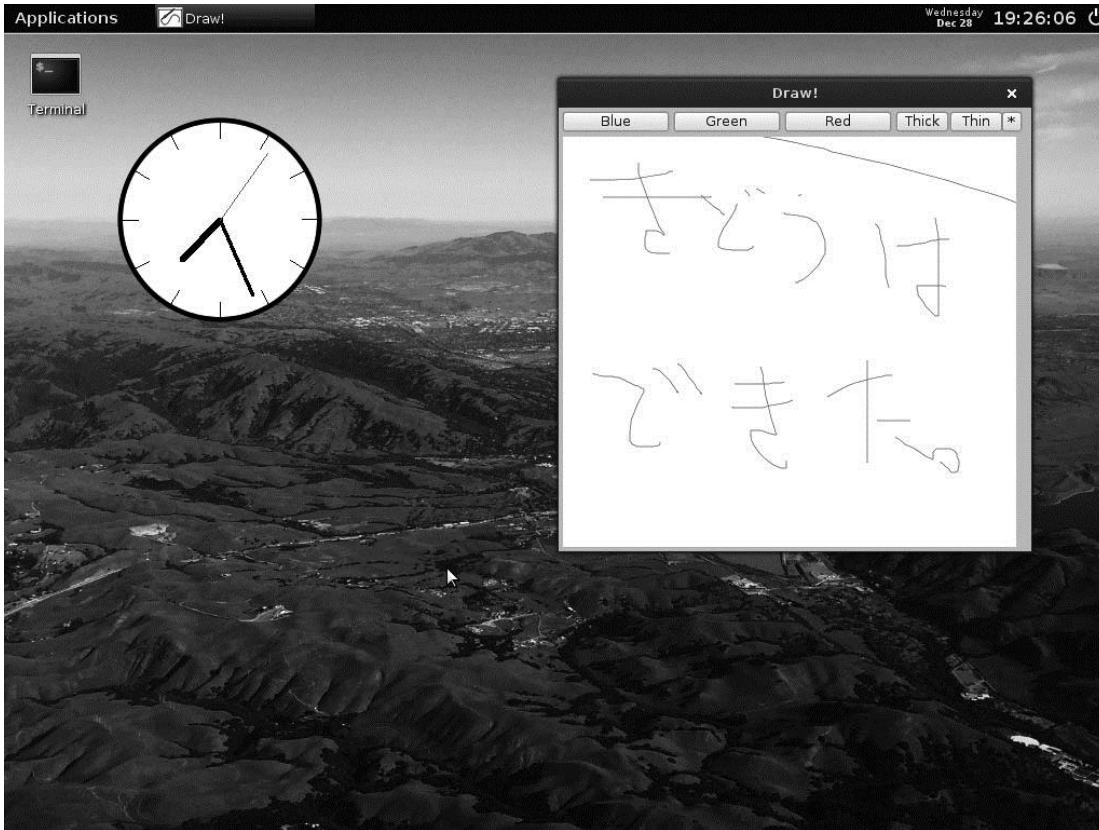 Applications
Draw!
Wednesday
Dec 28
19:26:06
$_
Terminal
Draw!
Blue Green Red Thick Thin *
きどうは
できた。